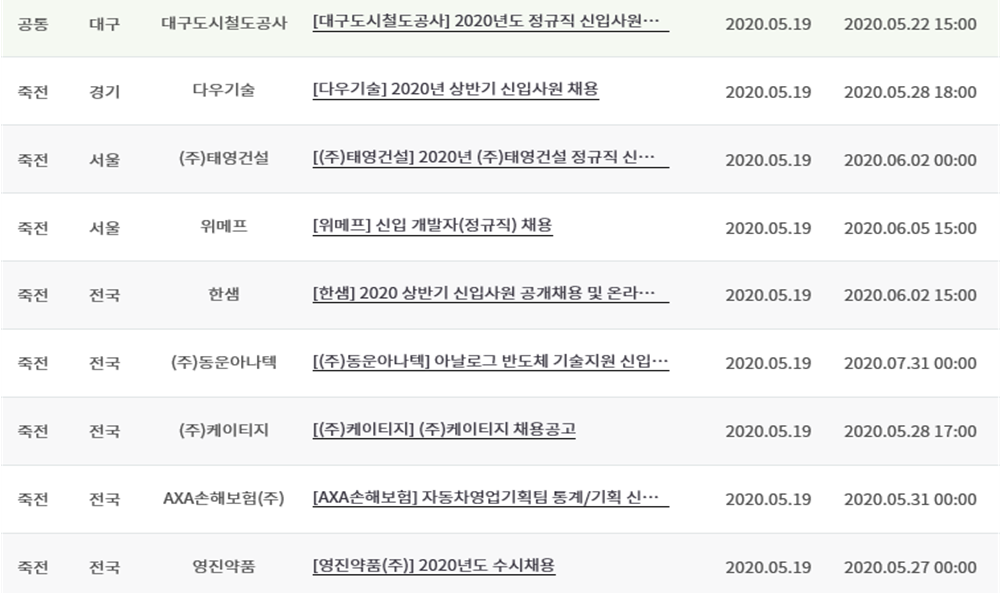 공통 대구 대구도시철도공사 [대구도시철도공사] 2020년도 정규직 신입사원… 2020.05.19 2020.05.22 15:00
죽전 경기 다우기술 [다우기술] 2020년 상반기 신입사원 채용 2020.05.19 2020.05.28 18:00
죽전 서울 (주)태영건설 [(주)태영건설] 2020년 (주)태영건설 정규직 신… 2020.05.19 2020.06.02 00:00
죽전 서울 위메프 [위메프] 신입 개발자(정규직) 채용 2020.05.19 2020.06.05 15:00
죽전 전국 한샘 [한샘] 2020 상반기 신입사원 공개채용 및 온라… 2020.05.19 2020.06.02 15:00
죽전 전국 (주)동운아나텍 [(주)동운아나텍] 아날로그 반도체 기술지원 신입… 2020.05.19 2020.07.31 00:00
죽전 전국 (주)케이티지 [(주)케이티지] (주)케이티지 채용공고 2020.05.19 2020.05.28 17:00
죽전 전국 AXA손해보험(주) [AXA손해보험] 자동차영업기획팀 통계/기획 신… 2020.05.19 2020.05.31 00:00
죽전 전국 영진약품 [영진약품(주)] 2020년도 수시채용 2020.05.19 2020.05.27 00:00